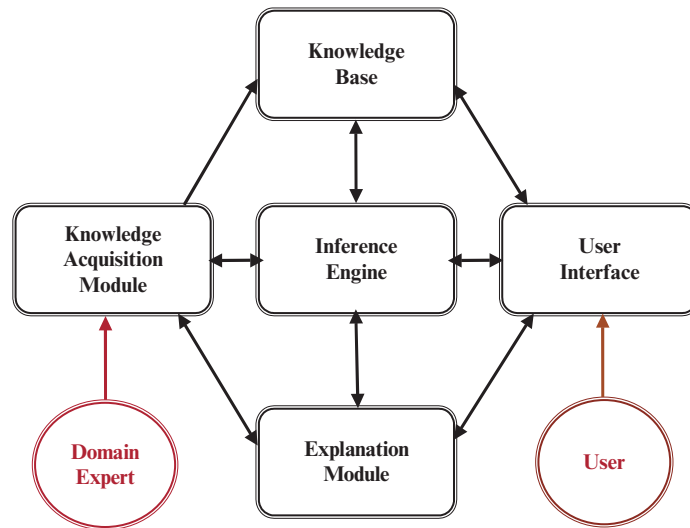 Knowledge
Base
Knowledge
Acquisition
Module
Inference
Engine
User
Interface
Domain
Expert
Explanation
Module
User